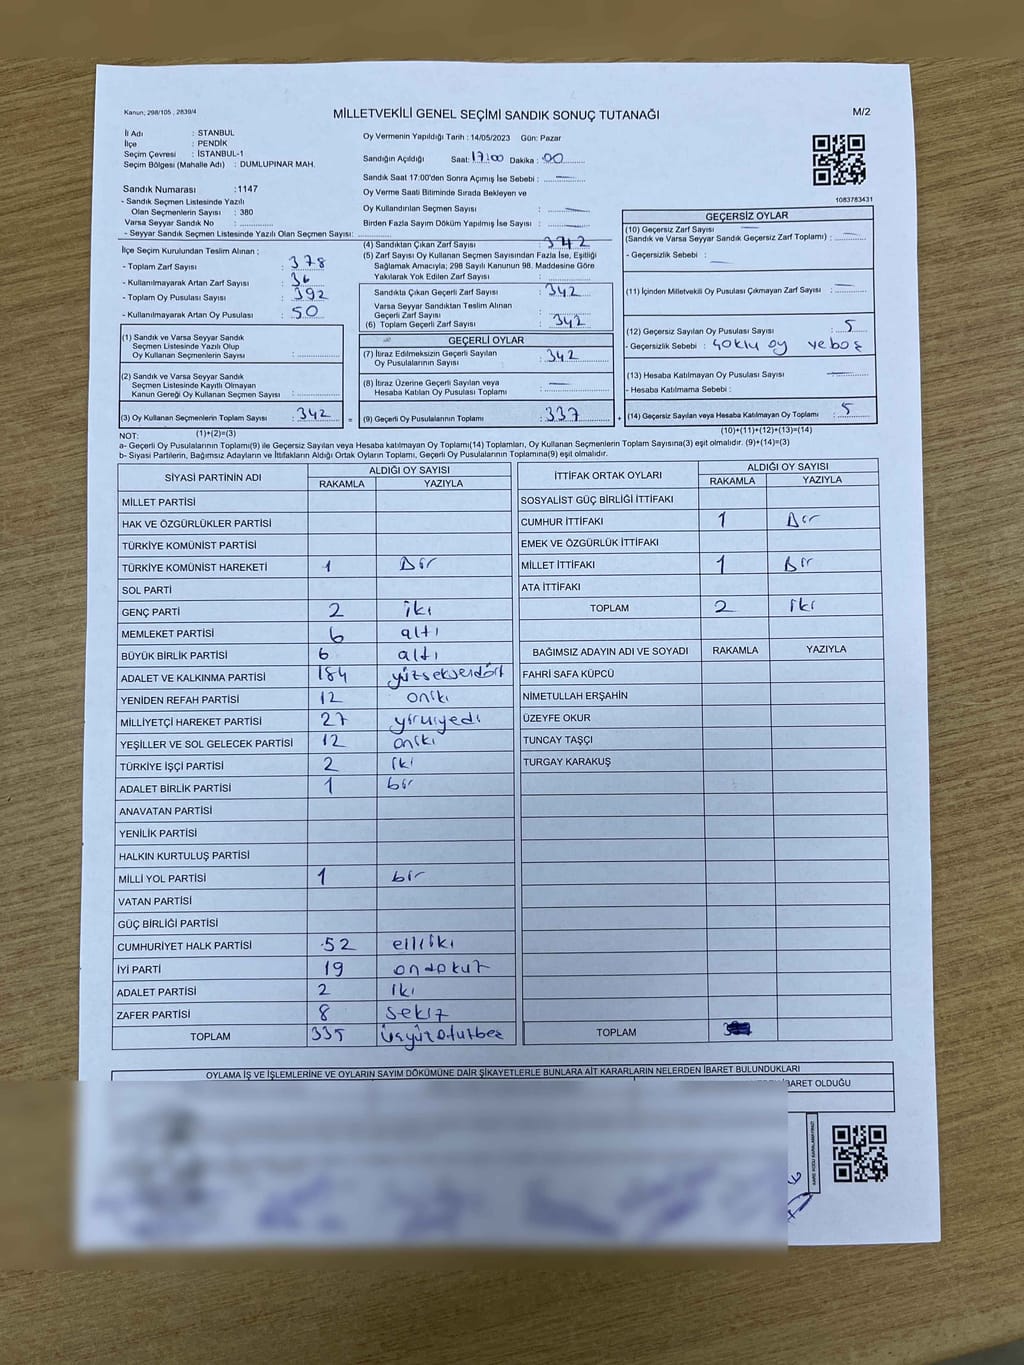 Kanun; 298/105 , 2839/4
MİLLETVEKİLİ GENEL SEÇİMİ SANDIK SONUÇ TUTANAĞI
M/2
İl Adı : STANBUL
İlçe : PENDİK
Seçim Çevresi : İSTANBUL-1
Seçim Bölgesi (Mahalle Adı) : DUMLUPINAR MAH.
Sandık Numarası :1147
- Sandık Seçmen Listesinde Yazılı
Olan Seçmenlerin Sayısı : 380
Varsa Seyyar Sandık No :
- Seyyar Sandık Seçmen Listesinde Yazılı Olan Seçmen Sayısı:
Oy Vermenin Yapıldığı Tarih : 14/05/2023 Gün: Pazar
Sandığın Açıldığı Saat: 17:00 Dakika : 00
Sandık Saat 17:00'den Sonra Açımış İse Sebebi : —
Oy Verme Saati Bitiminde Sırada Bekleyen ve
Oy Kullandırılan Seçmen Sayısı : —
Birden Fazla Sayım Döküm Yapılmış İse Sayısı : —
1083783431
İlçe Seçim Kurulundan Teslim Alınan ;
- Toplam Zarf Sayısı : 378
- Kullanılmayarak Artan Zarf Sayısı : 36
- Toplam Oy Pusulası Sayısı : 392
- Kullanılmayarak Artan Oy Pusulası : 50
(1) Sandık ve Varsa Seyyar Sandık
Seçmen Listesinde Yazılı Olup
Oy Kullanan Seçmenlerin Sayısı :
(2) Sandık ve Varsa Seyyar Sandık
Seçmen Listesinde Kayıtlı Olmayan
Kanun Gereği Oy Kullanan Seçmen Sayısı :
(3) Oy Kullanan Seçmenlerin Toplam Sayısı : 342
(1)+(2)=(3)
(4) Sandıktan Çıkan Zarf Sayısı : 342
(5) Zarf Sayısı Oy Kullanan Seçmen Sayısından Fazla İse, Eşitliği
Sağlamak Amacıyla; 298 Sayılı Kanunun 98. Maddesine Göre
Yakılarak Yok Edilen Zarf Sayısı :
Sandıkta Çıkan Geçerli Zarf Sayısı : 342
Varsa Seyyar Sandıktan Teslim Alınan
Geçerli Zarf Sayısı :
(6) Toplam Geçerli Zarf Sayısı : 342
GEÇERLİ OYLAR
(7) İtiraz Edilmeksizin Geçerli Sayılan
Oy Pusulalarının Sayısı : 342
(8) İtiraz Üzerine Geçerli Sayılan veya
Hesaba Katılan Oy Pusulası Toplamı : —
= (9) Geçerli Oy Pusulalarının Toplamı : 337 +
GEÇERSİZ OYLAR
(10) Geçersiz Zarf Sayısı
(Sandık ve Varsa Seyyar Sandık Geçersiz Zarf Toplamı) : —
- Geçersizlik Sebebi : —
(11) İçinden Milletvekili Oy Pusulası Çıkmayan Zarf Sayısı : —
(12) Geçersiz Sayılan Oy Pusulası Sayısı : 5
- Geçersizlik Sebebi : çoklu oy ve boş
(13) Hesaba Katılmayan Oy Pusulası Sayısı : —
- Hesaba Katılmama Sebebi :
(14) Geçersiz Sayılan veya Hesaba Katılmayan Oy Toplamı : 5
(10)+(11)+(12)+(13)=(14)
NOT:
a- Geçerli Oy Pusulalarının Toplamı(9) ile Geçersiz Sayılan veya Hesaba katılmayan Oy Toplamı(14) Toplamları, Oy Kullanan Seçmenlerin Toplam Sayısına(3) eşit olmalıdır. (9)+(14)=(3)
b- Siyasi Partilerin, Bağımsız Adayların ve İttifakların Aldığı Ortak Oyların Toplamı, Geçerli Oy Pusulalarının Toplamına(9) eşit olmalıdır.
SİYASİ PARTİNİN ADI ALDIĞI OY SAYISI
RAKAMLA YAZIYLA
MİLLET PARTİSİ
HAK VE ÖZGÜRLÜKLER PARTİSİ
TÜRKİYE KOMÜNİST PARTİSİ
TÜRKİYE KOMÜNİST HAREKETİ 1 Bir
SOL PARTİ
GENÇ PARTİ 2 iki
MEMLEKET PARTİSİ 6 altı
BÜYÜK BİRLİK PARTİSİ 6 altı
ADALET VE KALKINMA PARTİSİ 184 yüzseksendört
YENİDEN REFAH PARTİSİ 12 oniki
MİLLİYETÇİ HAREKET PARTİSİ 27 yirmiyedi
YEŞİLLER VE SOL GELECEK PARTİSİ 12 oniki
TÜRKİYE İŞÇİ PARTİSİ 2 iki
ADALET BİRLİK PARTİSİ 1 bir
ANAVATAN PARTİSİ
YENİLİK PARTİSİ
HALKIN KURTULUŞ PARTİSİ
MİLLİ YOL PARTİSİ 1 bir
VATAN PARTİSİ
GÜÇ BİRLİĞİ PARTİSİ
CUMHURİYET HALK PARTİSİ 52 elliiki
İYİ PARTİ 19 ondokuz
ADALET PARTİSİ 2 iki
ZAFER PARTİSİ 8 sekiz
TOPLAM 335 üçyüzotuzbeş
İTTİFAK ORTAK OYLARI ALDIĞI OY SAYISI
RAKAMLA YAZIYLA
SOSYALİST GÜÇ BİRLİĞİ İTTİFAKI
CUMHUR İTTİFAKI 1 Bir
EMEK VE ÖZGÜRLÜK İTTİFAKI
MİLLET İTTİFAKI 1 Bir
ATA İTTİFAKI
TOPLAM 2 iki
BAĞIMSIZ ADAYIN ADI VE SOYADI RAKAMLA YAZIYLA
FAHRİ SAFA KÜPCÜ
NİMETULLAH ERŞAHİN
ÜZEYFE OKUR
TUNCAY TAŞÇI
TURGAY KARAKUŞ
TOPLAM
OYLAMA İŞ VE İŞLEMLERİNE VE OYLARIN SAYIM DÖKÜMÜNE DAİR ŞİKAYETLERLE BUNLARA AİT KARARLARIN NELERDEN İBARET BULUNDUKLARI
İBARET OLDUĞU